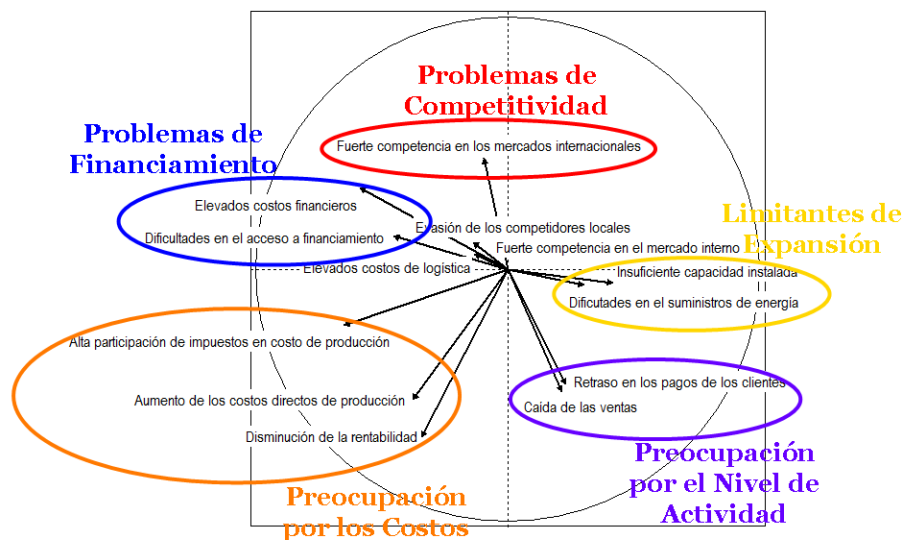 Problemas de
Competitividad
Problemas de
Financiamiento
Fuerte competencia en los mercados internacionales
Elevados costos financieros
Evasión de los competidores locales
Limitantes de
Expansión
Dificultades en el acceso a financiamiento
Fuerte competencia en el mercado interno
Elevados costos de logística
Insuficiente capacidad instalada
Dificutades en el suministros de energía
Alta participación de impuestos en costo de producción
Retraso en los pagos de los clientes
Aumento de los costos directos de producción
Caida de las ventas
Disminución de la rentabilidad
Preocupación
por el Nivel de
Actividad
Preocupación
por los Costos